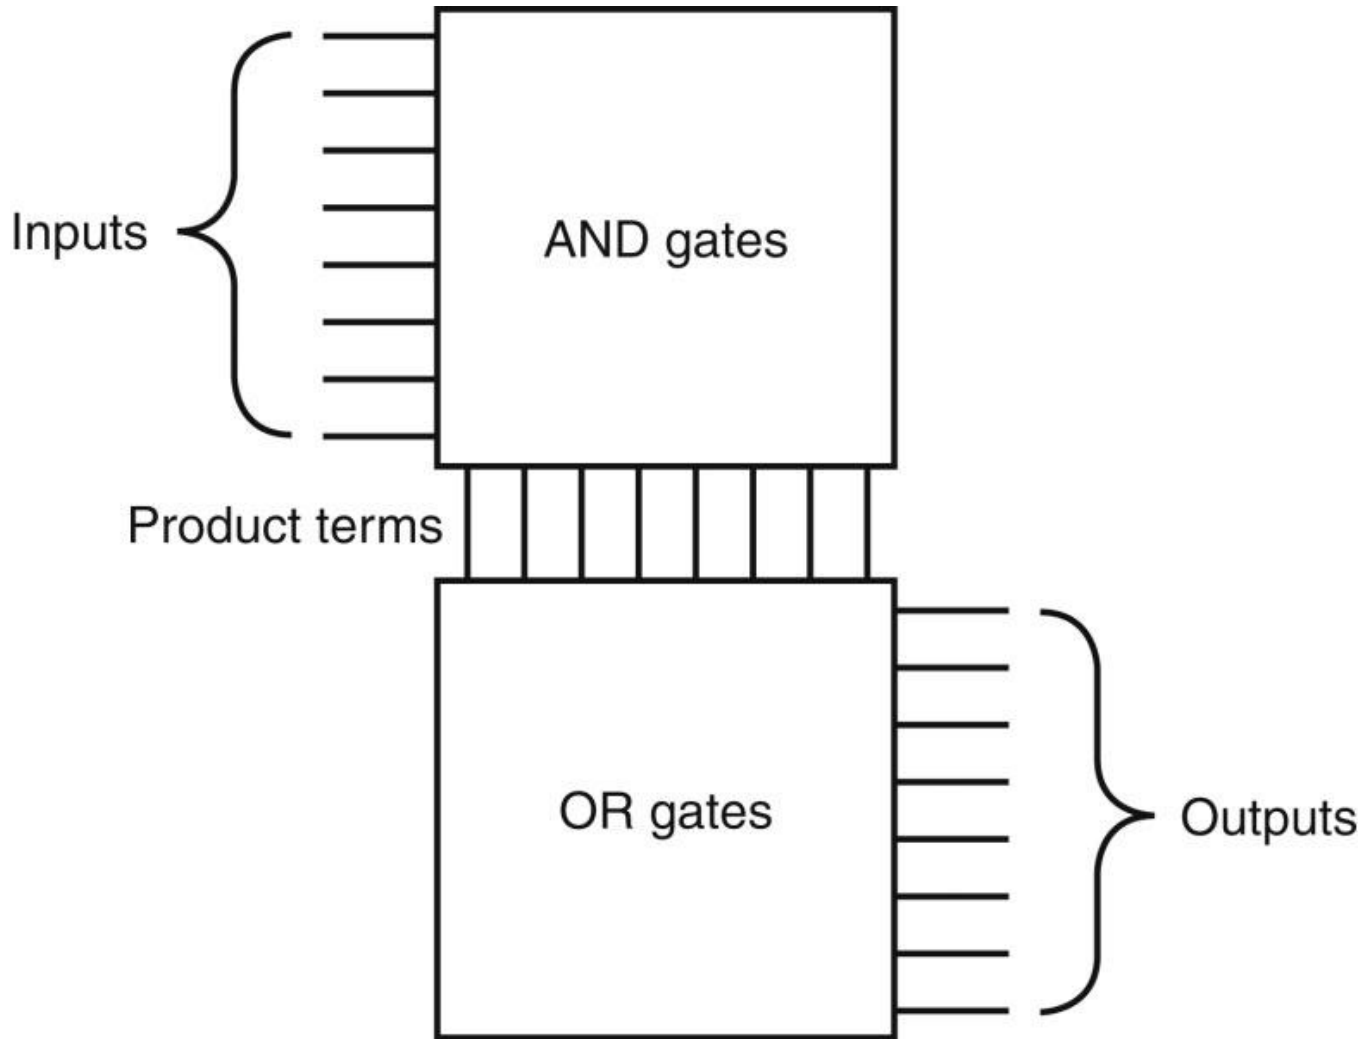 Inputs
AND gates
Product terms
OR gates
Outputs